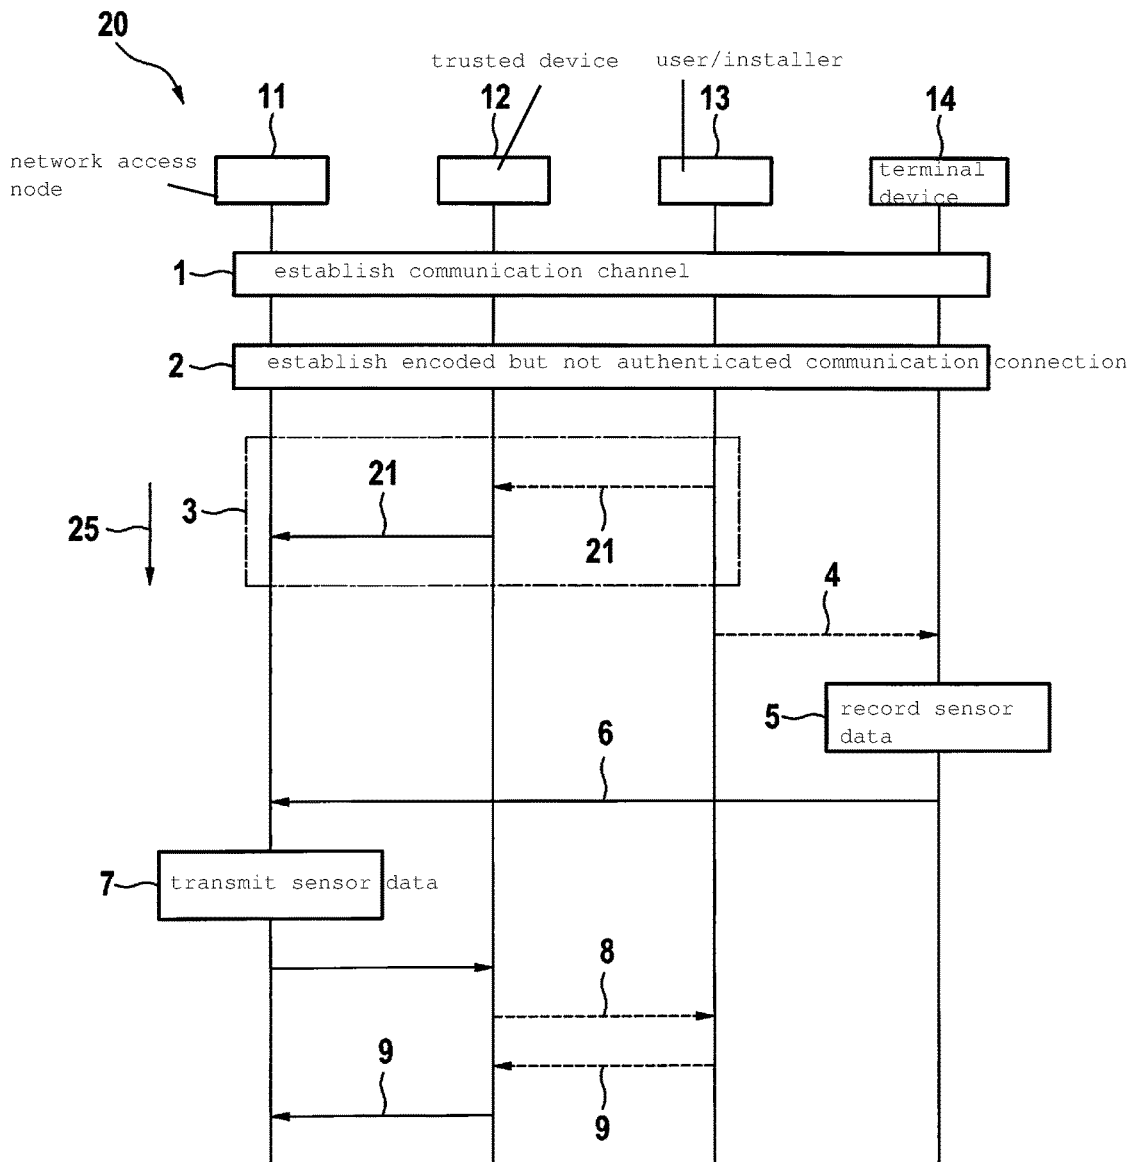 20
trusted device
user/installer
11
12
13
14
network access
node
terminal
device
1
establish communication channel
2
establish encoded but not authenticated communication connection
21
3
25
21
4
5
record sensor
data
6
7
transmit sensor data
8
9
9